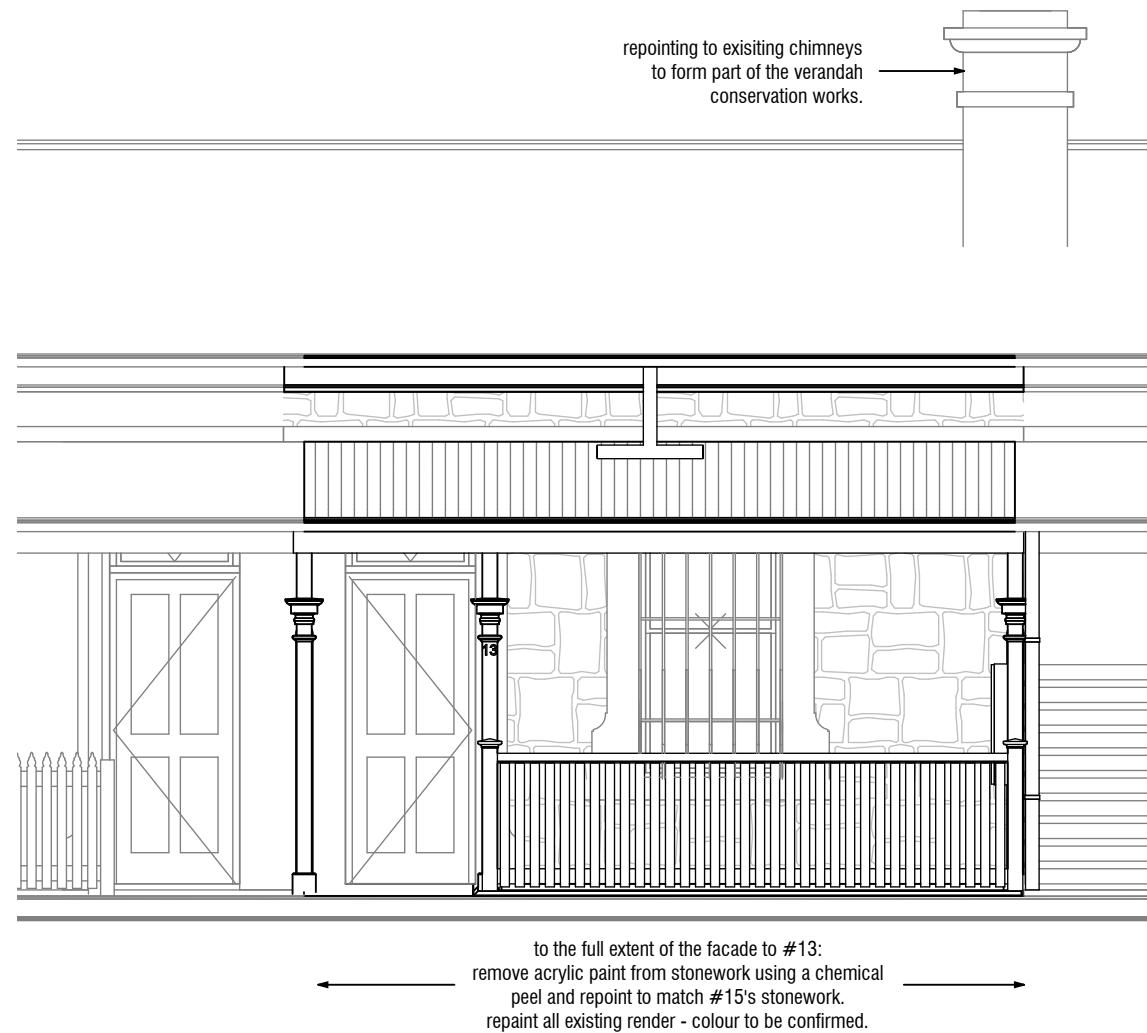 repointing to exisiting chimneys
to form part of the verandah
conservation works.
13
to the full extent of the facade to #13:
remove acrylic paint from stonework using a chemical
peel and repoint to match #15's stonework.
repaint all existing render - colour to be confirmed.